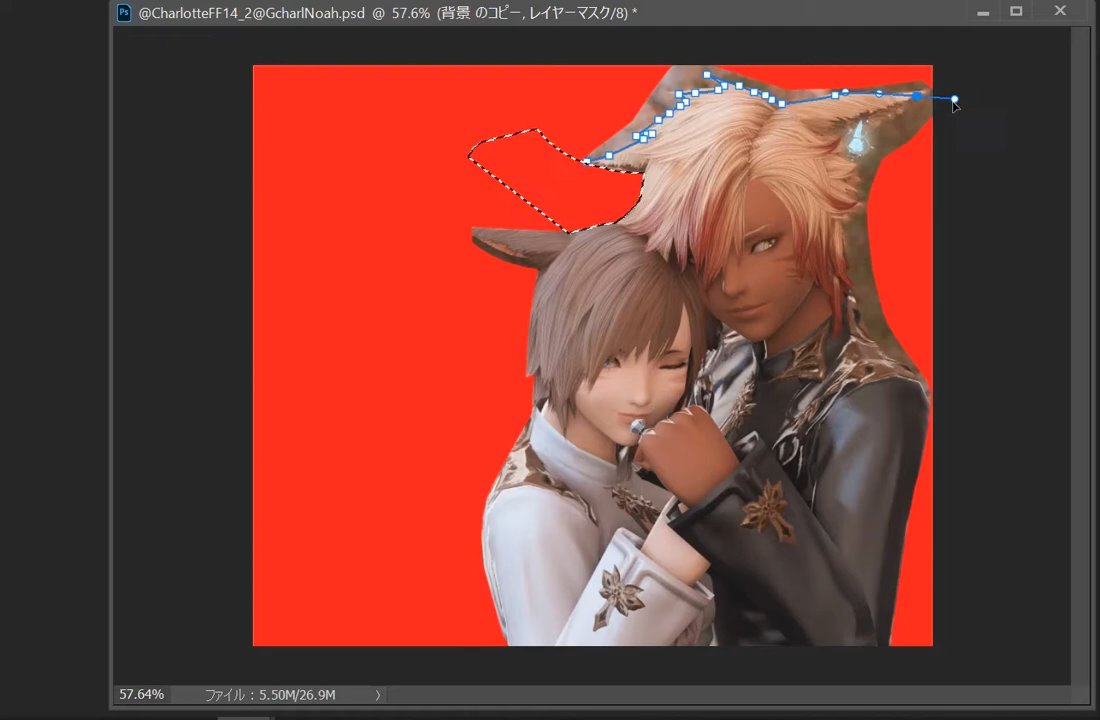 Ps @CharlotteFF14_2@GcharlNoah.psd @ 57.6% (背景 のコピー, レイヤーマスク/8) *
57.64% ファイル : 5.50M/26.9M